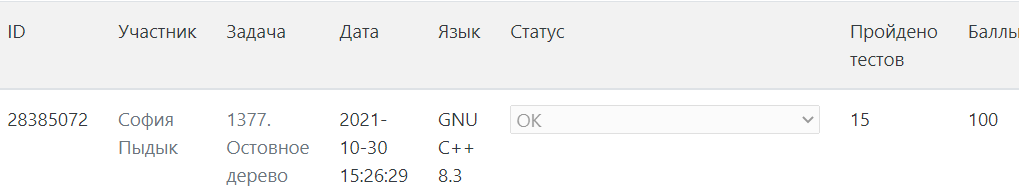 ID Участник Задача Дата Язык Статус Пройдено Баллы
тестов
28385072 София 1377. 2021- GNU OK 15 100
Пыдык Остовное 10-30 C++
дерево 15:26:29 8.3